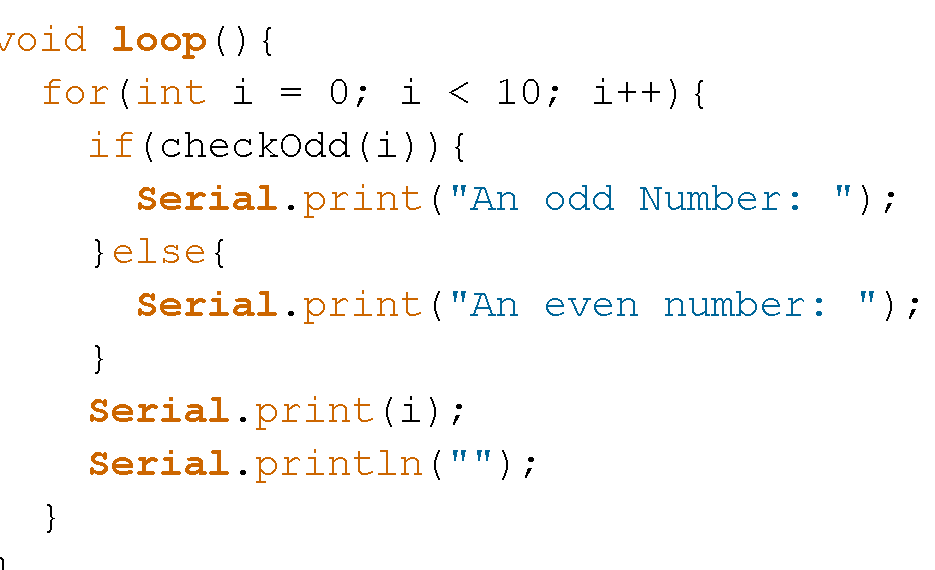 void loop(){
for(int i = 0; i < 10; i++){
if(checkOdd(i)){
Serial.print("An odd Number: ");
}else{
Serial.print("An even number: ");
}
Serial.print(i);
Serial.println("");
}
}